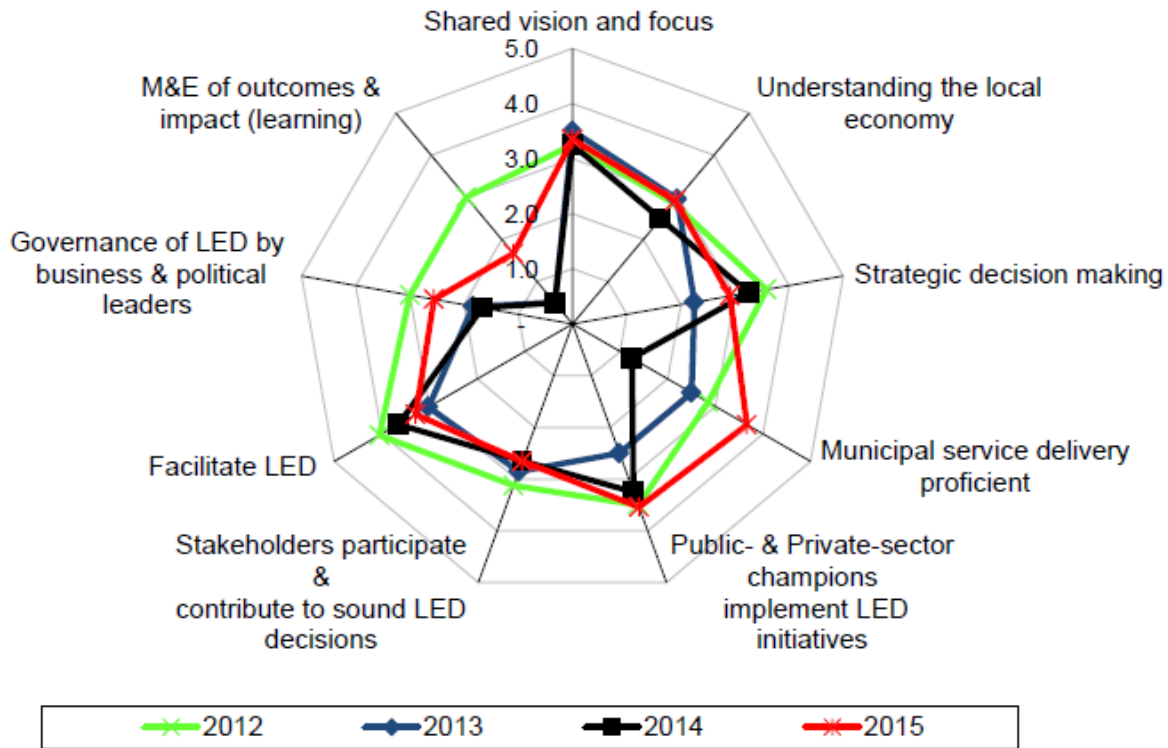 Shared vision and focus
5.0
4.0
3.0
2.0
1.0
-
Understanding the local
economy
Strategic decision making
Municipal service delivery
proficient
Public- & Private-sector
champions
implement LED
initiatives
Stakeholders participate
&
contribute to sound LED
decisions
Facilitate LED
Governance of LED by
business & political
leaders
M&E of outcomes &
impact (learning)
2012 2013 2014 2015